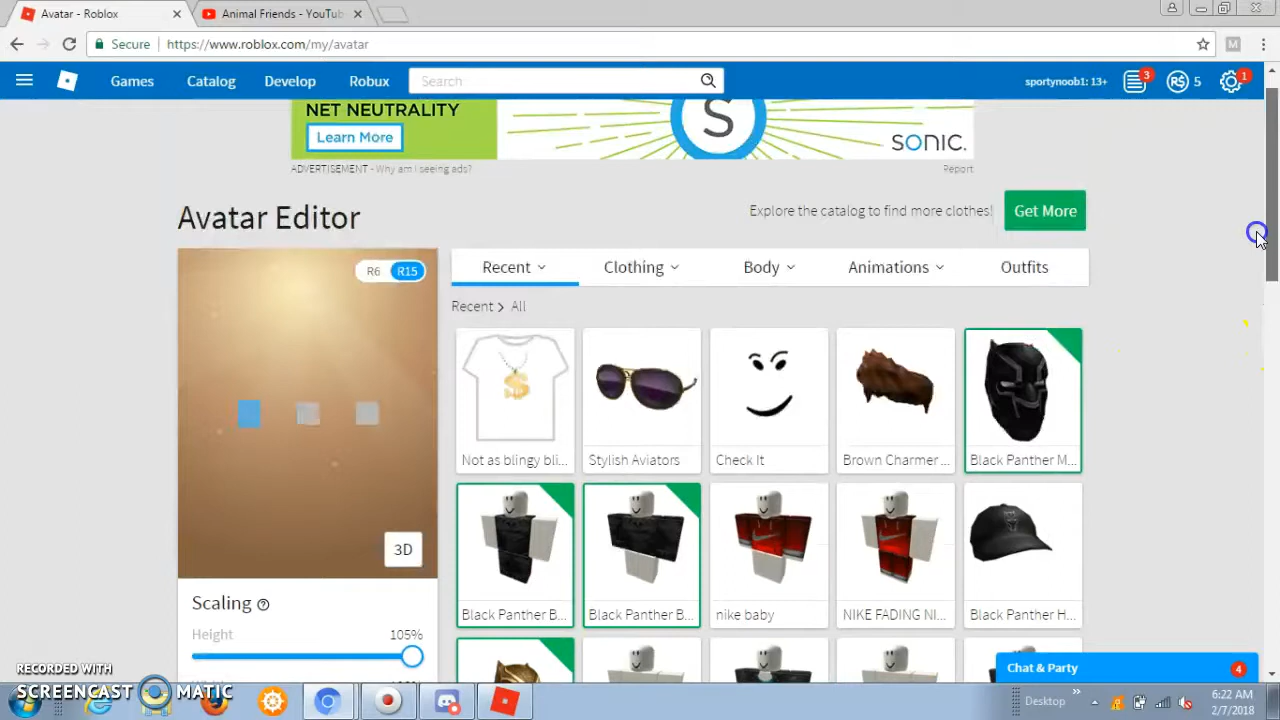 Avatar - Roblox
Animal Friends - YouTub
Secure
https://www.roblox.com/my/avatar
M
Games
Catalog
Develop
Robux
Search
sportynoob1: 13+
3
R$ 5
1
NET NEUTRALITY
Learn More
S
SONIC.
ADVERTISEMENT - Why am I seeing ads?
Report
Avatar Editor
Explore the catalog to find more clothes!
Get More
R6
R15
Recent
Clothing
Body
Animations
Outfits
Recent > All
Not as blingy bli...
Stylish Aviators
Check It
Brown Charmer ...
Black Panther M...
3D
Black Panther B...
Black Panther B...
nike baby
NIKE FADING NI...
Black Panther H...
Scaling
Height
105%
Chat & Party
4
RECORDED WITH
SCREENCAST MATIC
Desktop
6:22 AM
2/7/2018